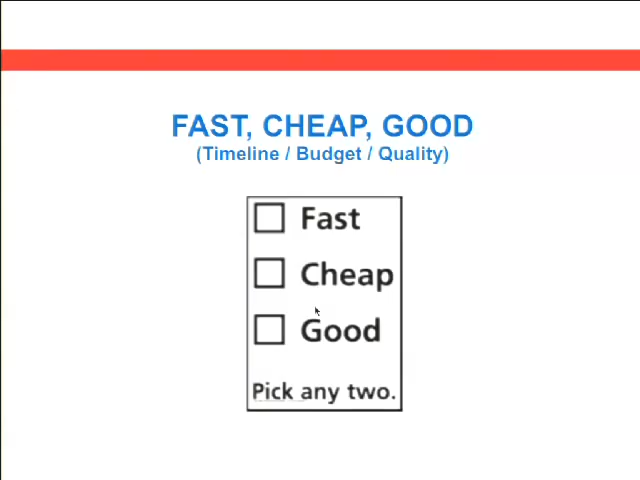 FAST, CHEAP, GOOD
(Timeline / Budget / Quality)
Fast
Cheap
Good
Pick any two.